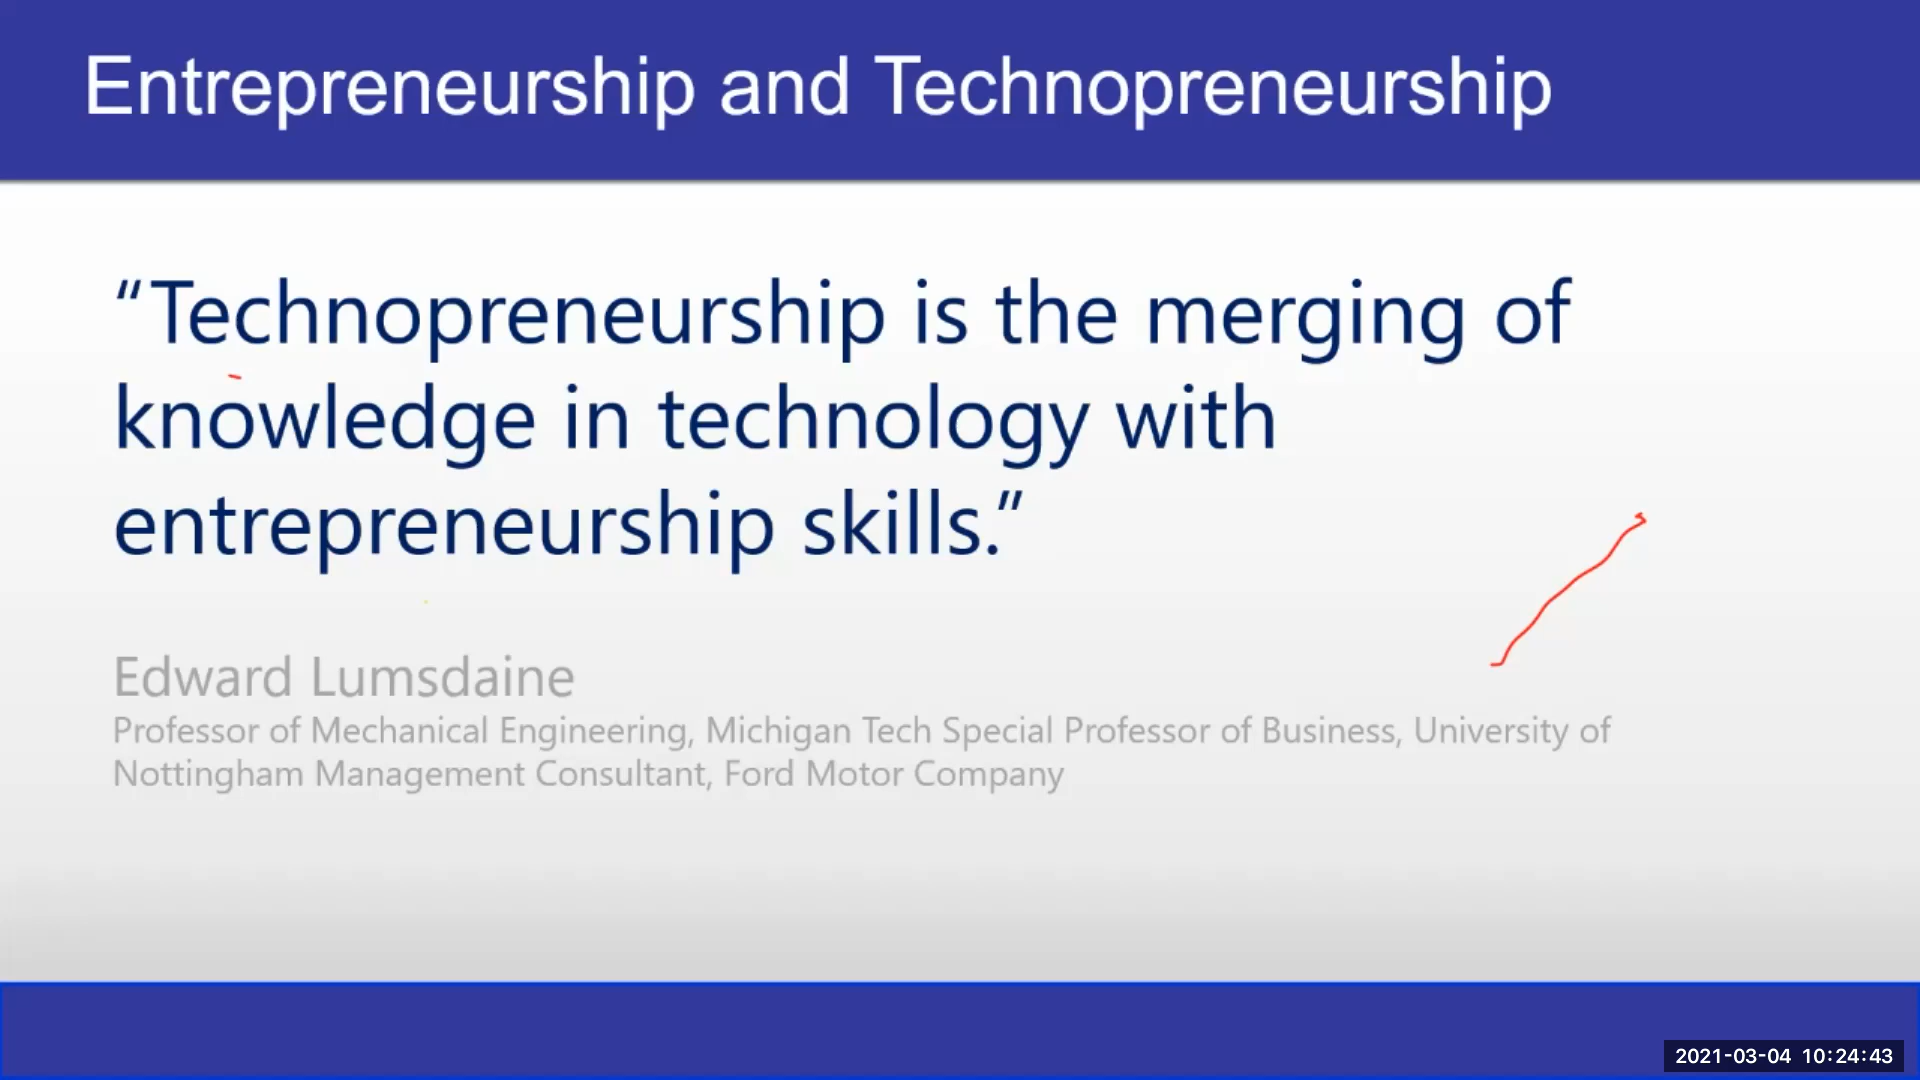 Entrepreneurship and Technopreneurship
“Technopreneurship is the merging of
knowledge in technology with
entrepreneurship skills.”
Edward Lumsdaine
Professor of Mechanical Engineering, Michigan Tech Special Professor of Business, University of
Nottingham Management Consultant, Ford Motor Company
2021-03-04 10:24:43